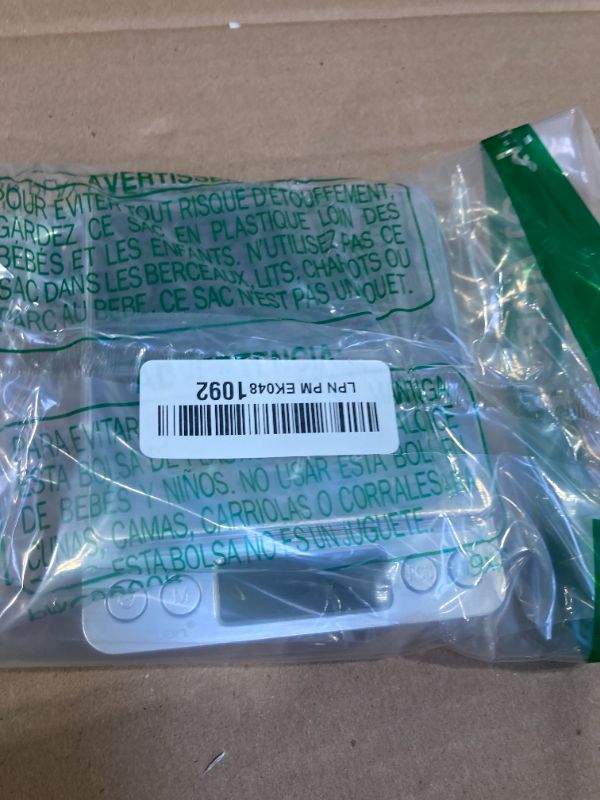 AVERTISSE
POUR ÉVITER TOUT RISQUE D'ÉTOUFFEMENT,
GARDEZ CE SAC EN PLASTIQUE LOIN DES
BÉBÉS ET LES ENFANTS. N'UTILISEZ PAS CE
SAC DANS LES BERCEAUX, LITS, CHARIOTS OU
PARC AU BEBE. CE SAC N'EST PAS UN JOUET.
LPN PM EK0481092
PARA EVITAR
ESTA BOLSA DE
DE BEBÉS Y NIÑOS. NO USAR ESTA BOLSA
CUNAS, CAMAS, CARRIOLAS O CORRALES
ESTA BOLSA NO ES UN JUGUETE.
M